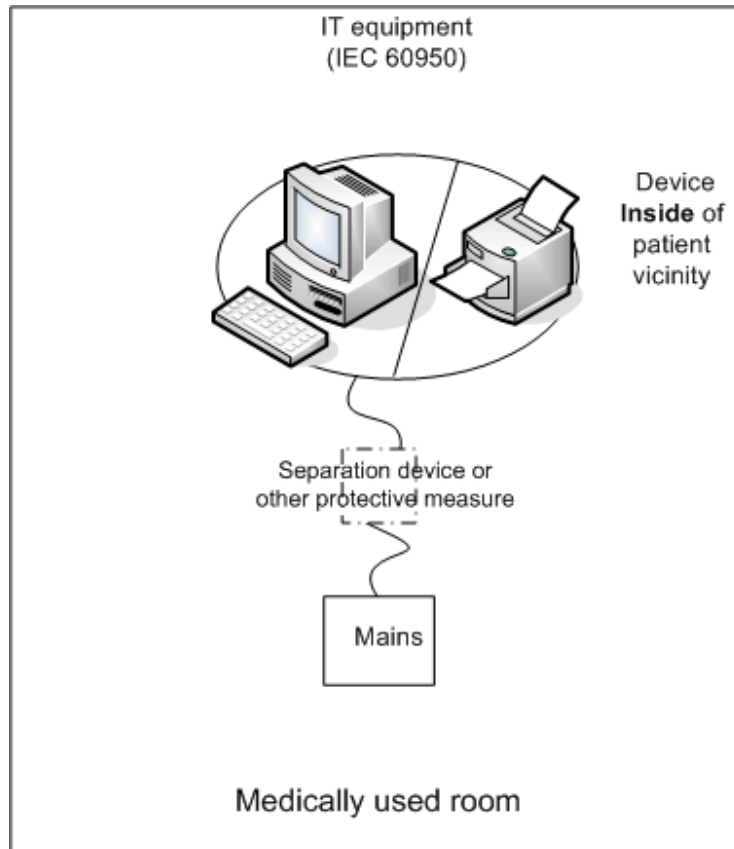 IT equipment
(IEC 60950)
Device
Inside of
patient
vicinity
Separation device or
other protective measure
Mains
Medically used room